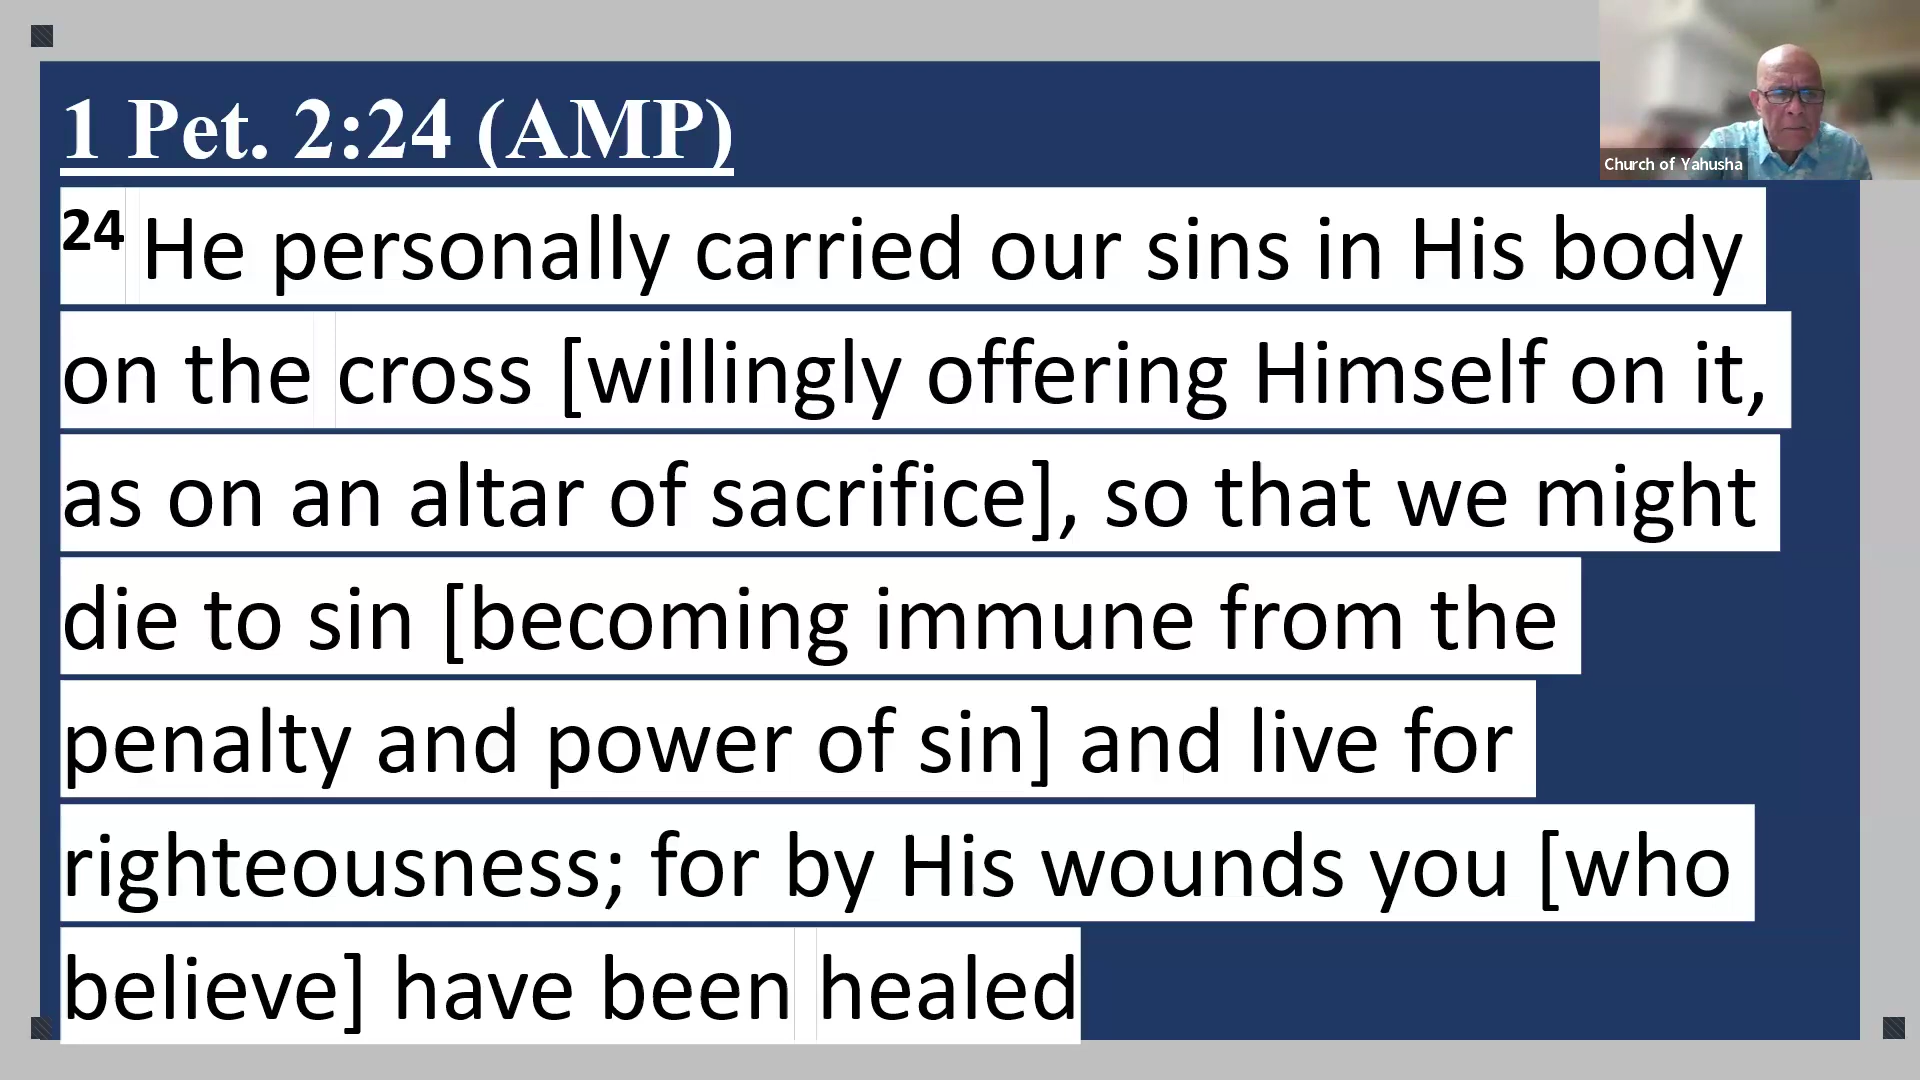 1 Pet. 2:24 (AMP)
Church of Yahusha
24 He personally carried our sins in His body
on the cross [willingly offering Himself on it,
as on an altar of sacrifice], so that we might
die to sin [becoming immune from the
penalty and power of sin] and live for
righteousness; for by His wounds you [who
believe] have been healed